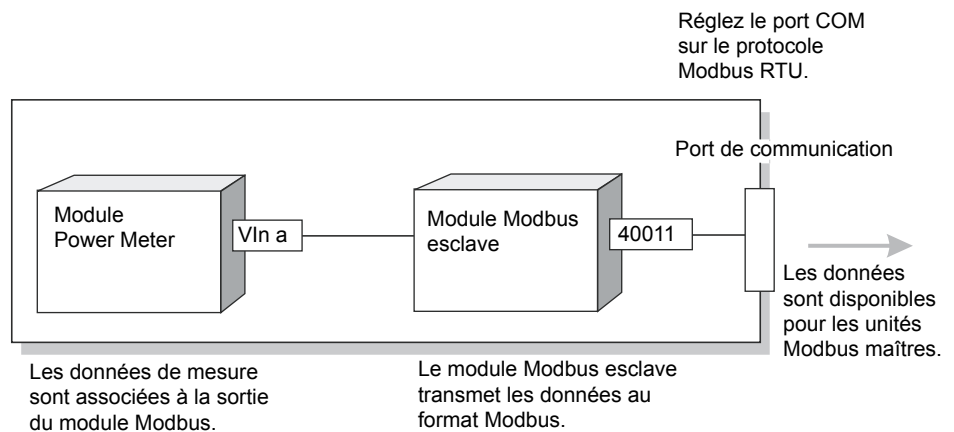 Réglez le port COM
sur le protocole
Modbus RTU.
Port de communication
Module
Power Meter
Vln a
Module Modbus
esclave
40011
Les données
sont disponibles
pour les unités
Modbus maîtres.
Les données de mesure
sont associées à la sortie
du module Modbus.
Le module Modbus esclave
transmet les données au
format Modbus.